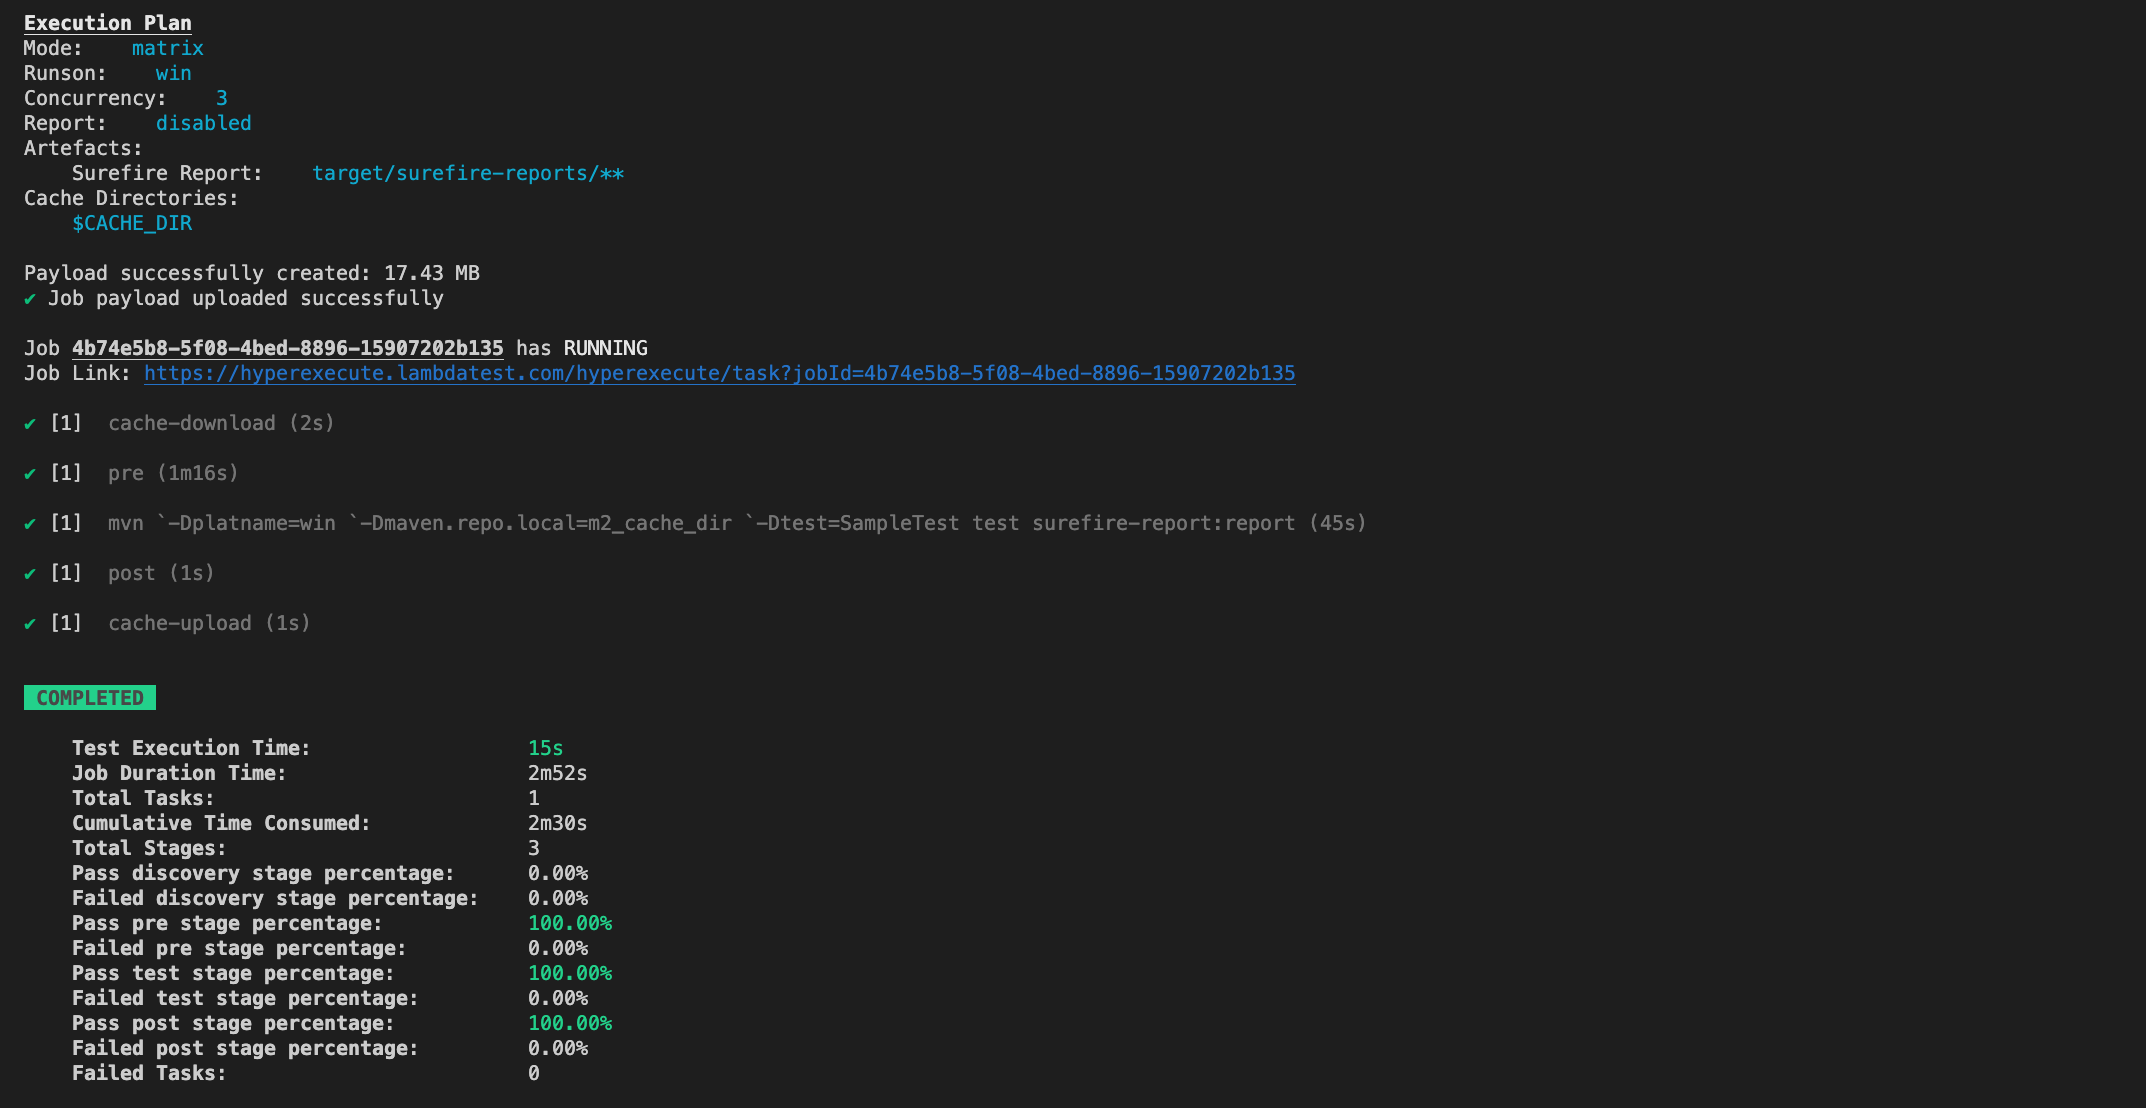 Execution Plan
Mode:    matrix
Runson:    win
Concurrency:    3
Report:    disabled
Artefacts:
    Surefire Report:    target/surefire-reports/**
Cache Directories:
    $CACHE_DIR
Payload successfully created: 17.43 MB
✔ Job payload uploaded successfully
Job 4b74e5b8-5f08-4bed-8896-15907202b135 has RUNNING
Job Link: https://hyperexecute.lambdatest.com/hyperexecute/task?jobId=4b74e5b8-5f08-4bed-8896-15907202b135
✔ [1]  cache-download (2s)
✔ [1]  pre (1m16s)
✔ [1]  mvn `-Dplatname=win `-Dmaven.repo.local=m2_cache_dir `-Dtest=SampleTest test surefire-report:report (45s)
✔ [1]  post (1s)
✔ [1]  cache-upload (1s)
COMPLETED
    Test Execution Time:                  15s
    Job Duration Time:                    2m52s
    Total Tasks:                          1
    Cumulative Time Consumed:             2m30s
    Total Stages:                         3
    Pass discovery stage percentage:      0.00%
    Failed discovery stage percentage:    0.00%
    Pass pre stage percentage:            100.00%
    Failed pre stage percentage:          0.00%
    Pass test stage percentage:           100.00%
    Failed test stage percentage:         0.00%
    Pass post stage percentage:           100.00%
    Failed post stage percentage:         0.00%
    Failed Tasks:                         0